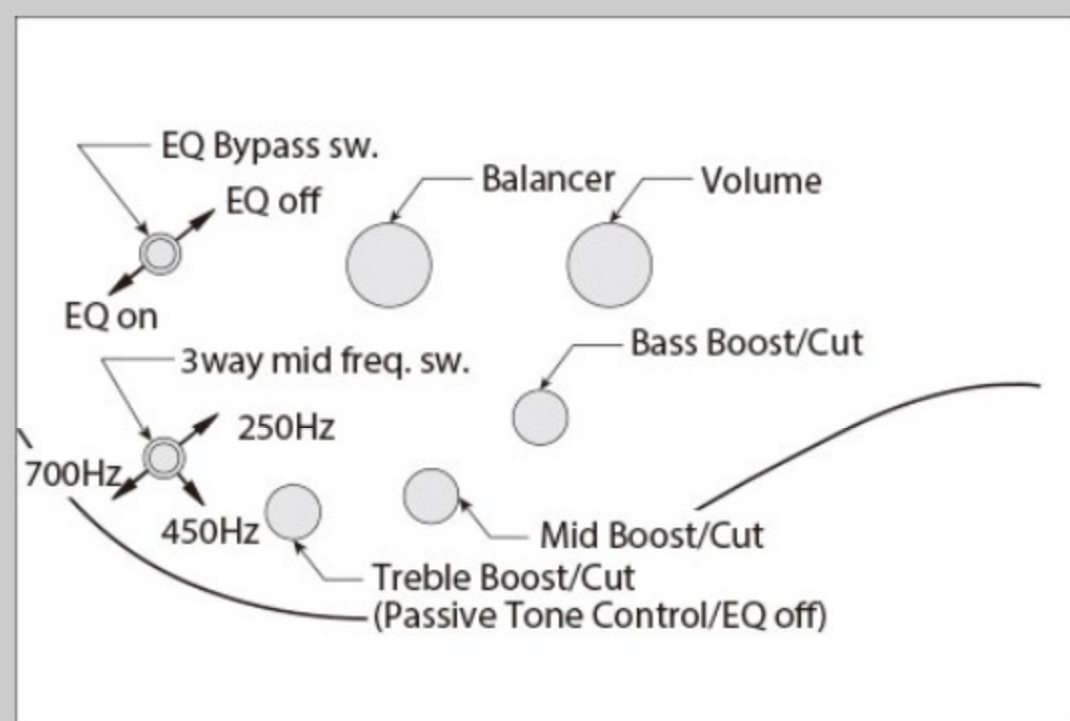 EQ Bypass sw.
EQ off
Balancer
Volume
EQ on
3way mid freq. sw.
Bass Boost/Cut
250Hz
700Hz
450Hz
Mid Boost/Cut
Treble Boost/Cut
(Passive Tone Control/EQ off)